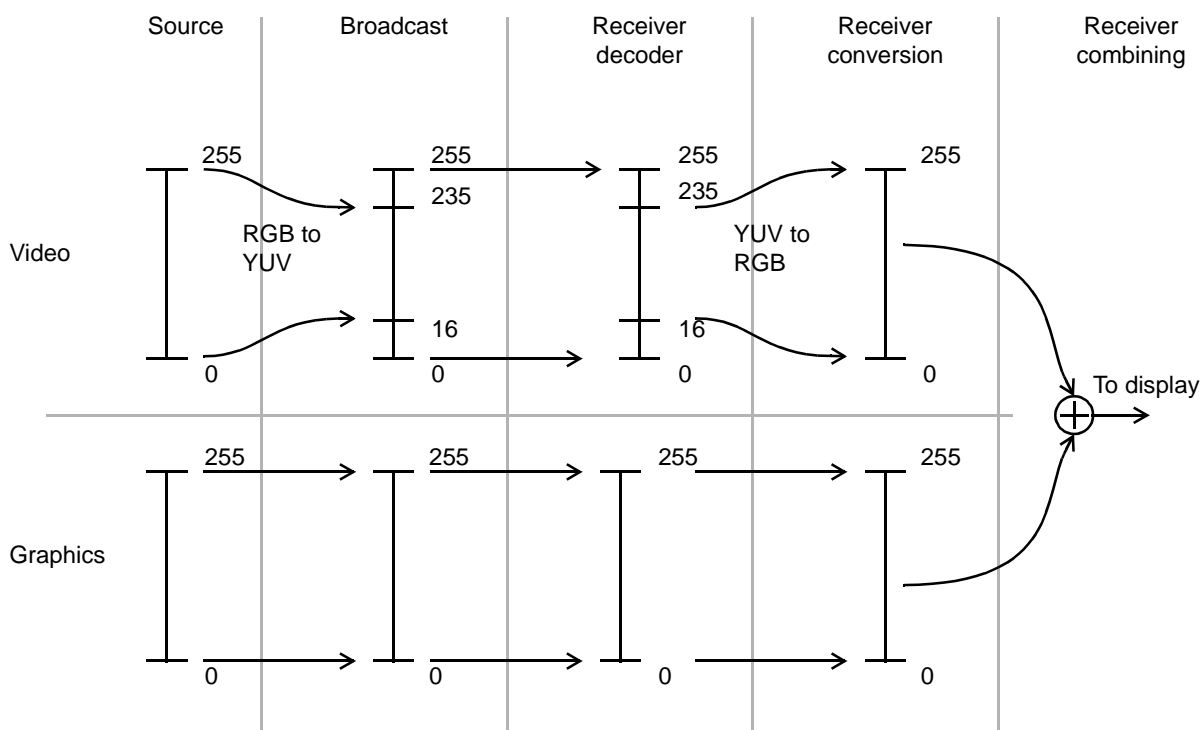 Source
Broadcast
Receiver
decoder
Receiver
conversion
Receiver
combining
Video
255
0
RGB to
YUV
255
235
16
0
255
235
16
0
YUV to
RGB
255
0
To display
Graphics
255
0
255
0
255
0
255
0